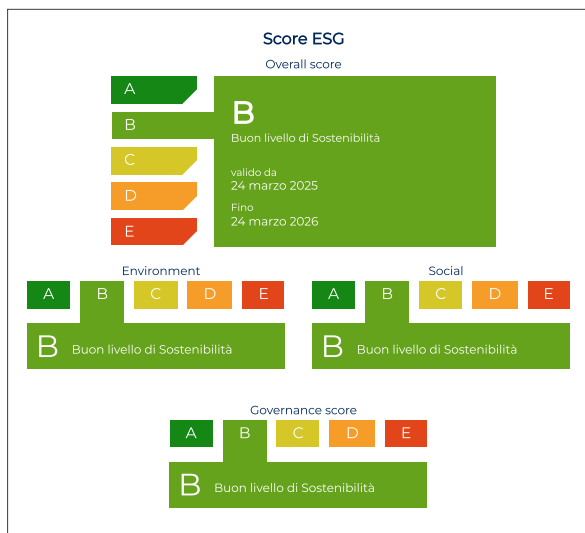 Score ESG
Overall score
A
B
C
D
E
B
Buon livello di Sostenibilità
valido da
24 marzo 2025
Fino
24 marzo 2026
Environment
A B C D E
B Buon livello di Sostenibilità
Social
A B C D E
B Buon livello di Sostenibilità
Governance score
A B C D E
B Buon livello di Sostenibilità